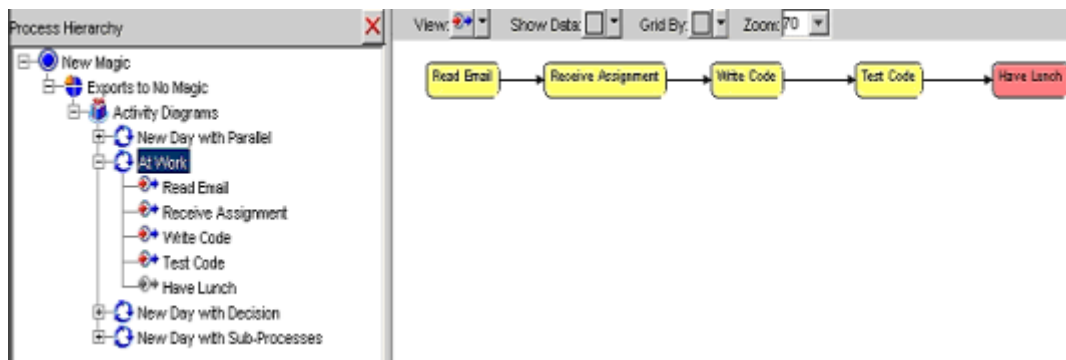 Process Hierarchy
New Magic
Exports to No Magic
Activity Diagrams
New Day with Parallel
At Work
Read Email
Receive Assignment
Write Code
Test Code
Have Lunch
New Day with Decision
New Day with Sub-Processes
View: Show Data: Grid By: Zoom: 70
Read Email Receive Assignment Write Code Test Code Have Lunch